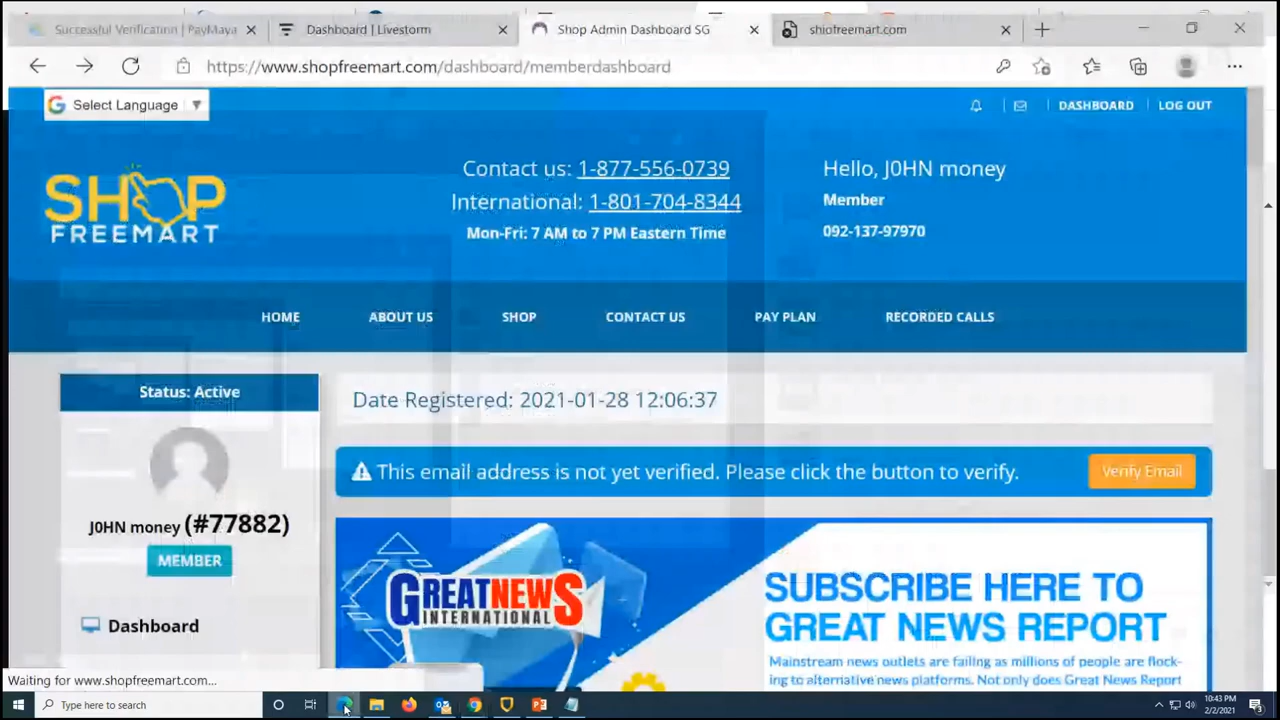 Successful Verification | PayMaya
Dashboard | Livestorm
Shop Admin Dashboard SG
shiofreemart.com
https://www.shopfreemart.com/dashboard/memberdashboard
Select Language ▼
DASHBOARD
LOG OUT
SHOP
FREEMART
Contact us: 1-877-556-0739
International: 1-801-704-8344
Mon-Fri: 7 AM to 7 PM Eastern Time
Hello, J0HN money
Member
092-137-97970
HOME
ABOUT US
SHOP
CONTACT US
PAY PLAN
RECORDED CALLS
Status: Active
J0HN money (#77882)
MEMBER
Dashboard
Date Registered: 2021-01-28 12:06:37
This email address is not yet verified. Please click the button to verify.
Verify Email
GREATNEWS
INTERNATIONAL
SUBSCRIBE HERE TO
GREAT NEWS REPORT
Mainstream news outlets are failing as millions of people are flock-
ing to alternative news platforms. Not only does Great News Report
Waiting for www.shopfreemart.com...
Type here to search
10:43 PM
2/2/2021